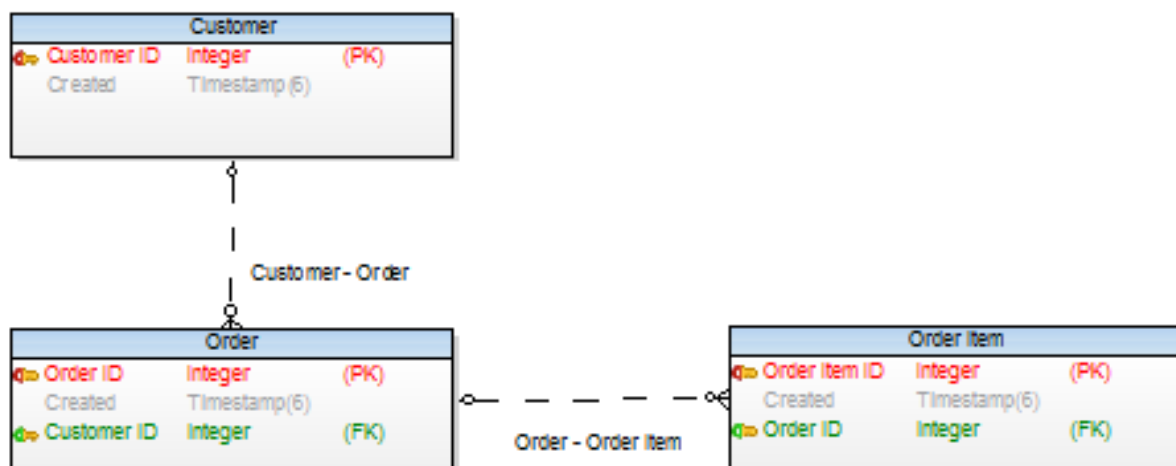 Customer
Customer ID Integer (PK)
Created Timestamp(6)
Customer - Order
Order
Order ID Integer (PK)
Created Timestamp(6)
Customer ID Integer (FK)
Order - Order Item
Order Item
Order Item ID Integer (PK)
Created Timestamp(6)
Order ID Integer (FK)